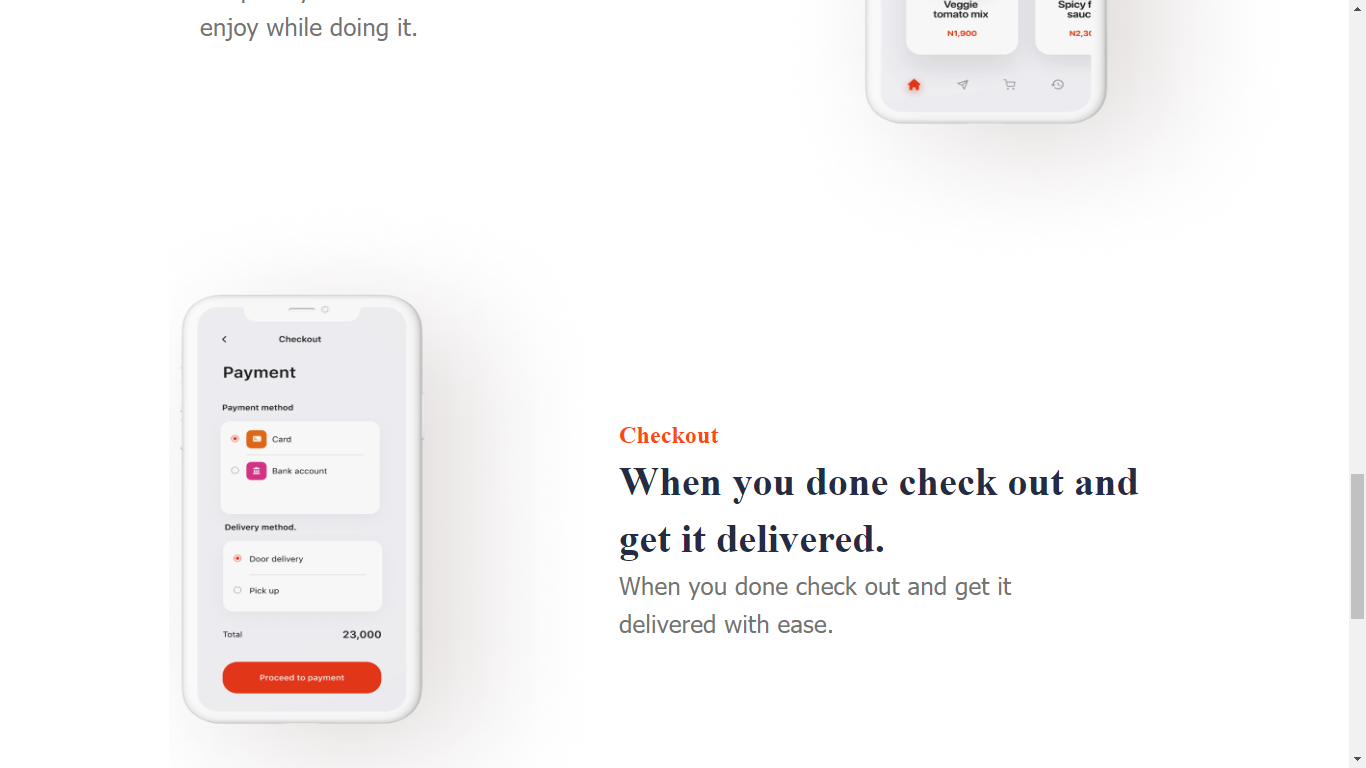 enjoy while doing it.
Veggie
tomato mix
N1,900
Spicy f
sauc
N2,30
Checkout
Payment
Payment method
Card
Bank account
Delivery method.
Door delivery
Pick up
Total 23,000
Proceed to payment
Checkout
When you done check out and
get it delivered.
When you done check out and get it
delivered with ease.